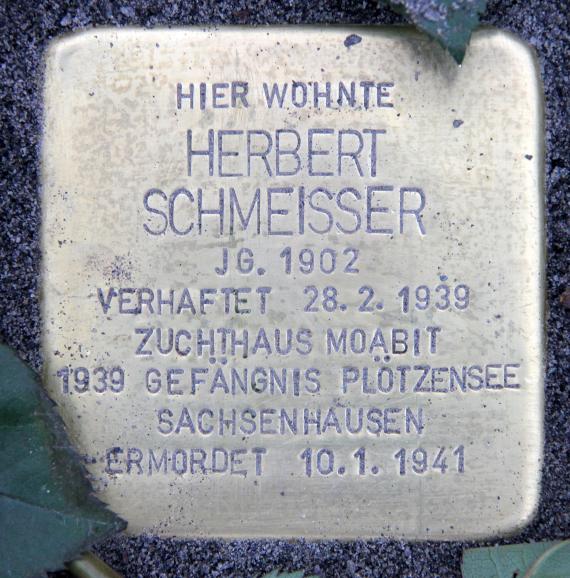 HIER WOHNTE
HERBERT
SCHMEISSER
JG. 1902
VERHAFTET 28.2.1939
ZUCHTHAUS MOABIT
1939 GEFÄNGNIS PLÖTZENSEE
SACHSENHAUSEN
ERMORDET 10.1.1941